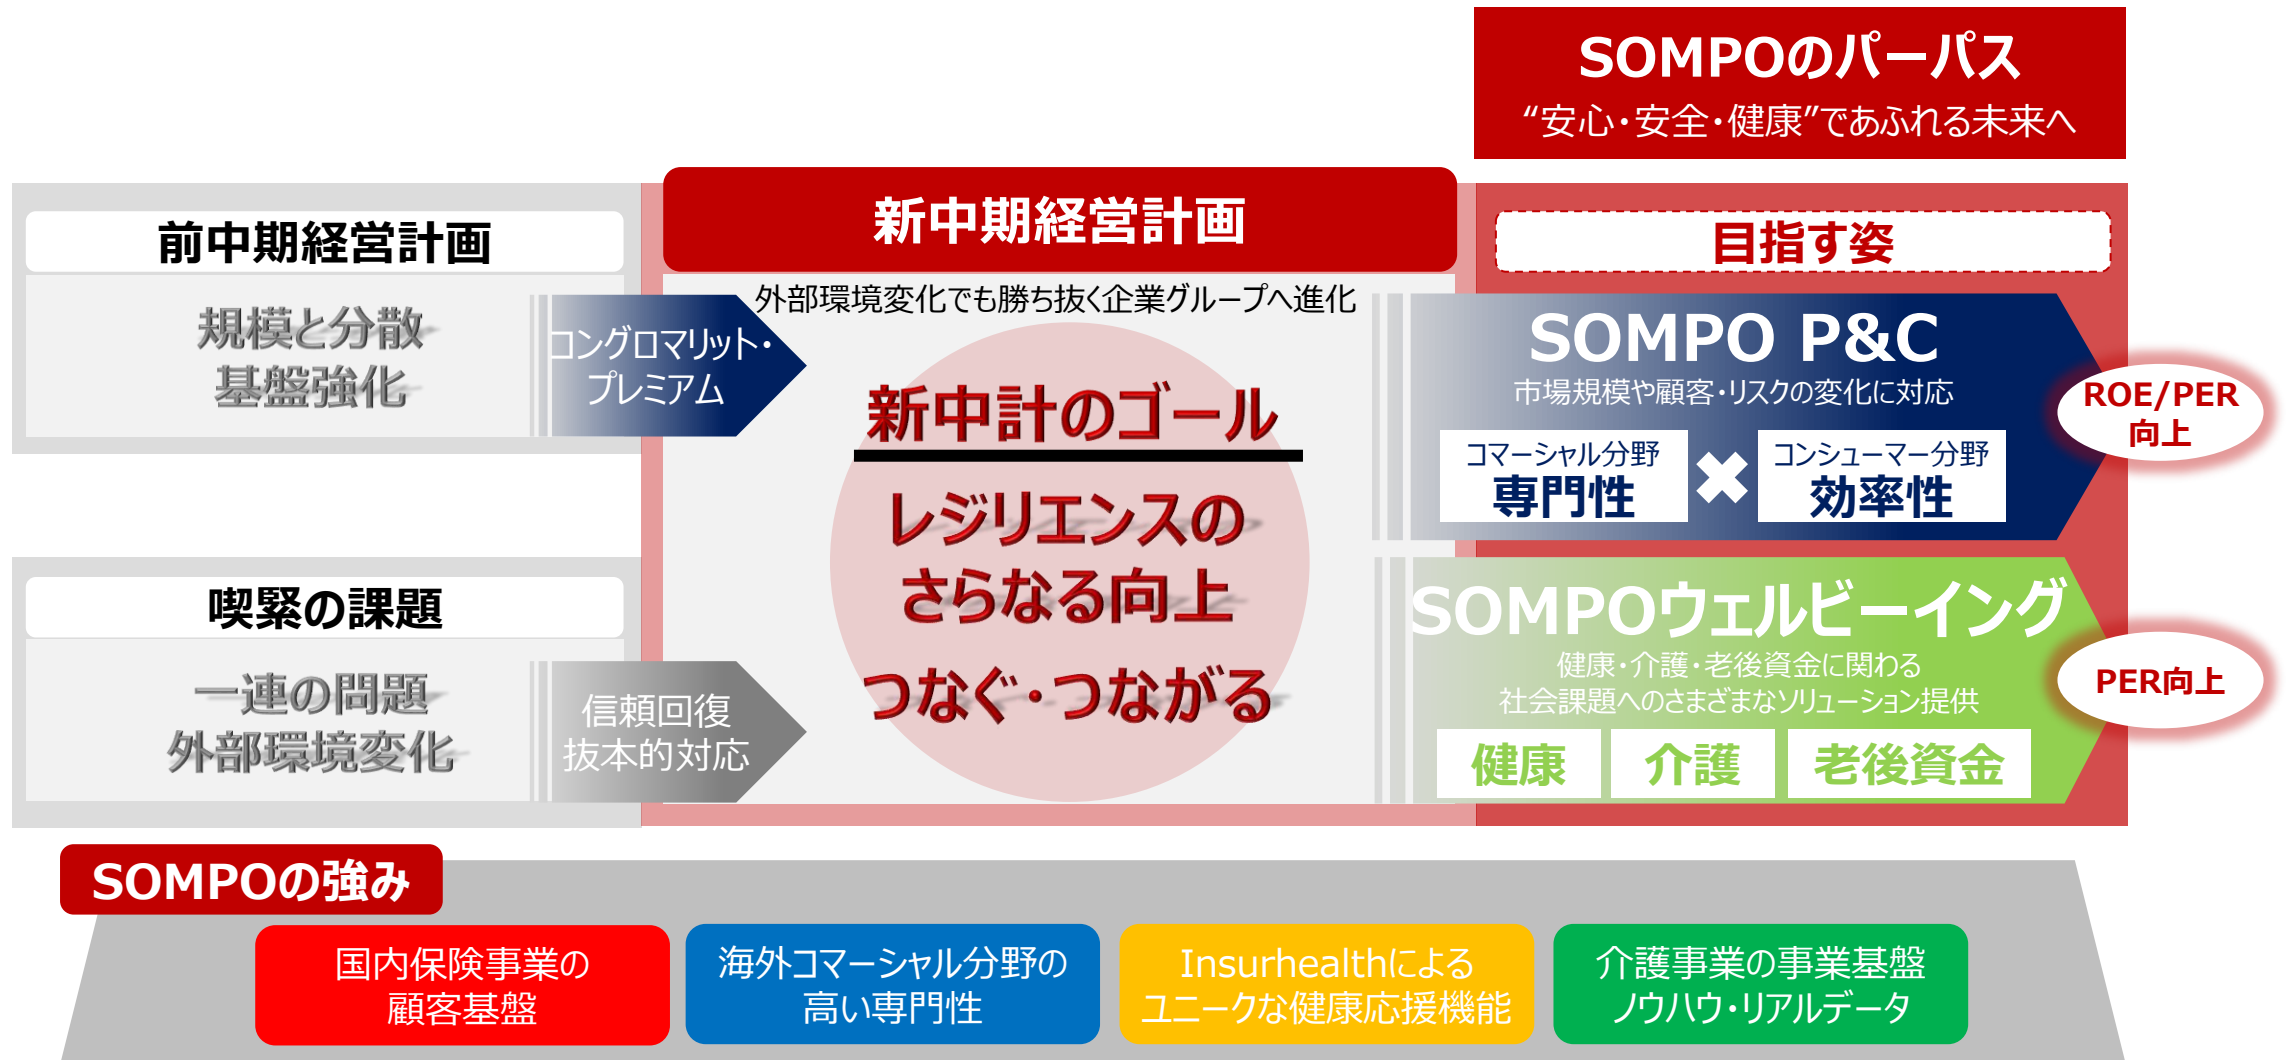 SOMPOのパーパス
“安心・安全・健康”であふれる未来へ
前中期経営計画
規模と分散
基盤強化
コングロマリット・
プレミアム
喫緊の課題
一連の問題
外部環境変化
信頼回復
抜本的対応
新中期経営計画
外部環境変化でも勝ち抜く企業グループへ進化
新中計のゴール
レジリエンスの
さらなる向上
つなぐ・つながる
目指す姿
SOMPO P&C
市場規模や顧客・リスクの変化に対応
コマーシャル分野
専門性
コンシューマー分野
効率性
ROE/PER
向上
SOMPOウェルビーイング
健康・介護・老後資金に関わる
社会課題へのさまざまなソリューション提供
健康
介護
老後資金
PER向上
SOMPOの強み
国内保険事業の
顧客基盤
海外コマーシャル分野の
高い専門性
Insurhealthによる
ユニークな健康応援機能
介護事業の事業基盤
ノウハウ・リアルデータ